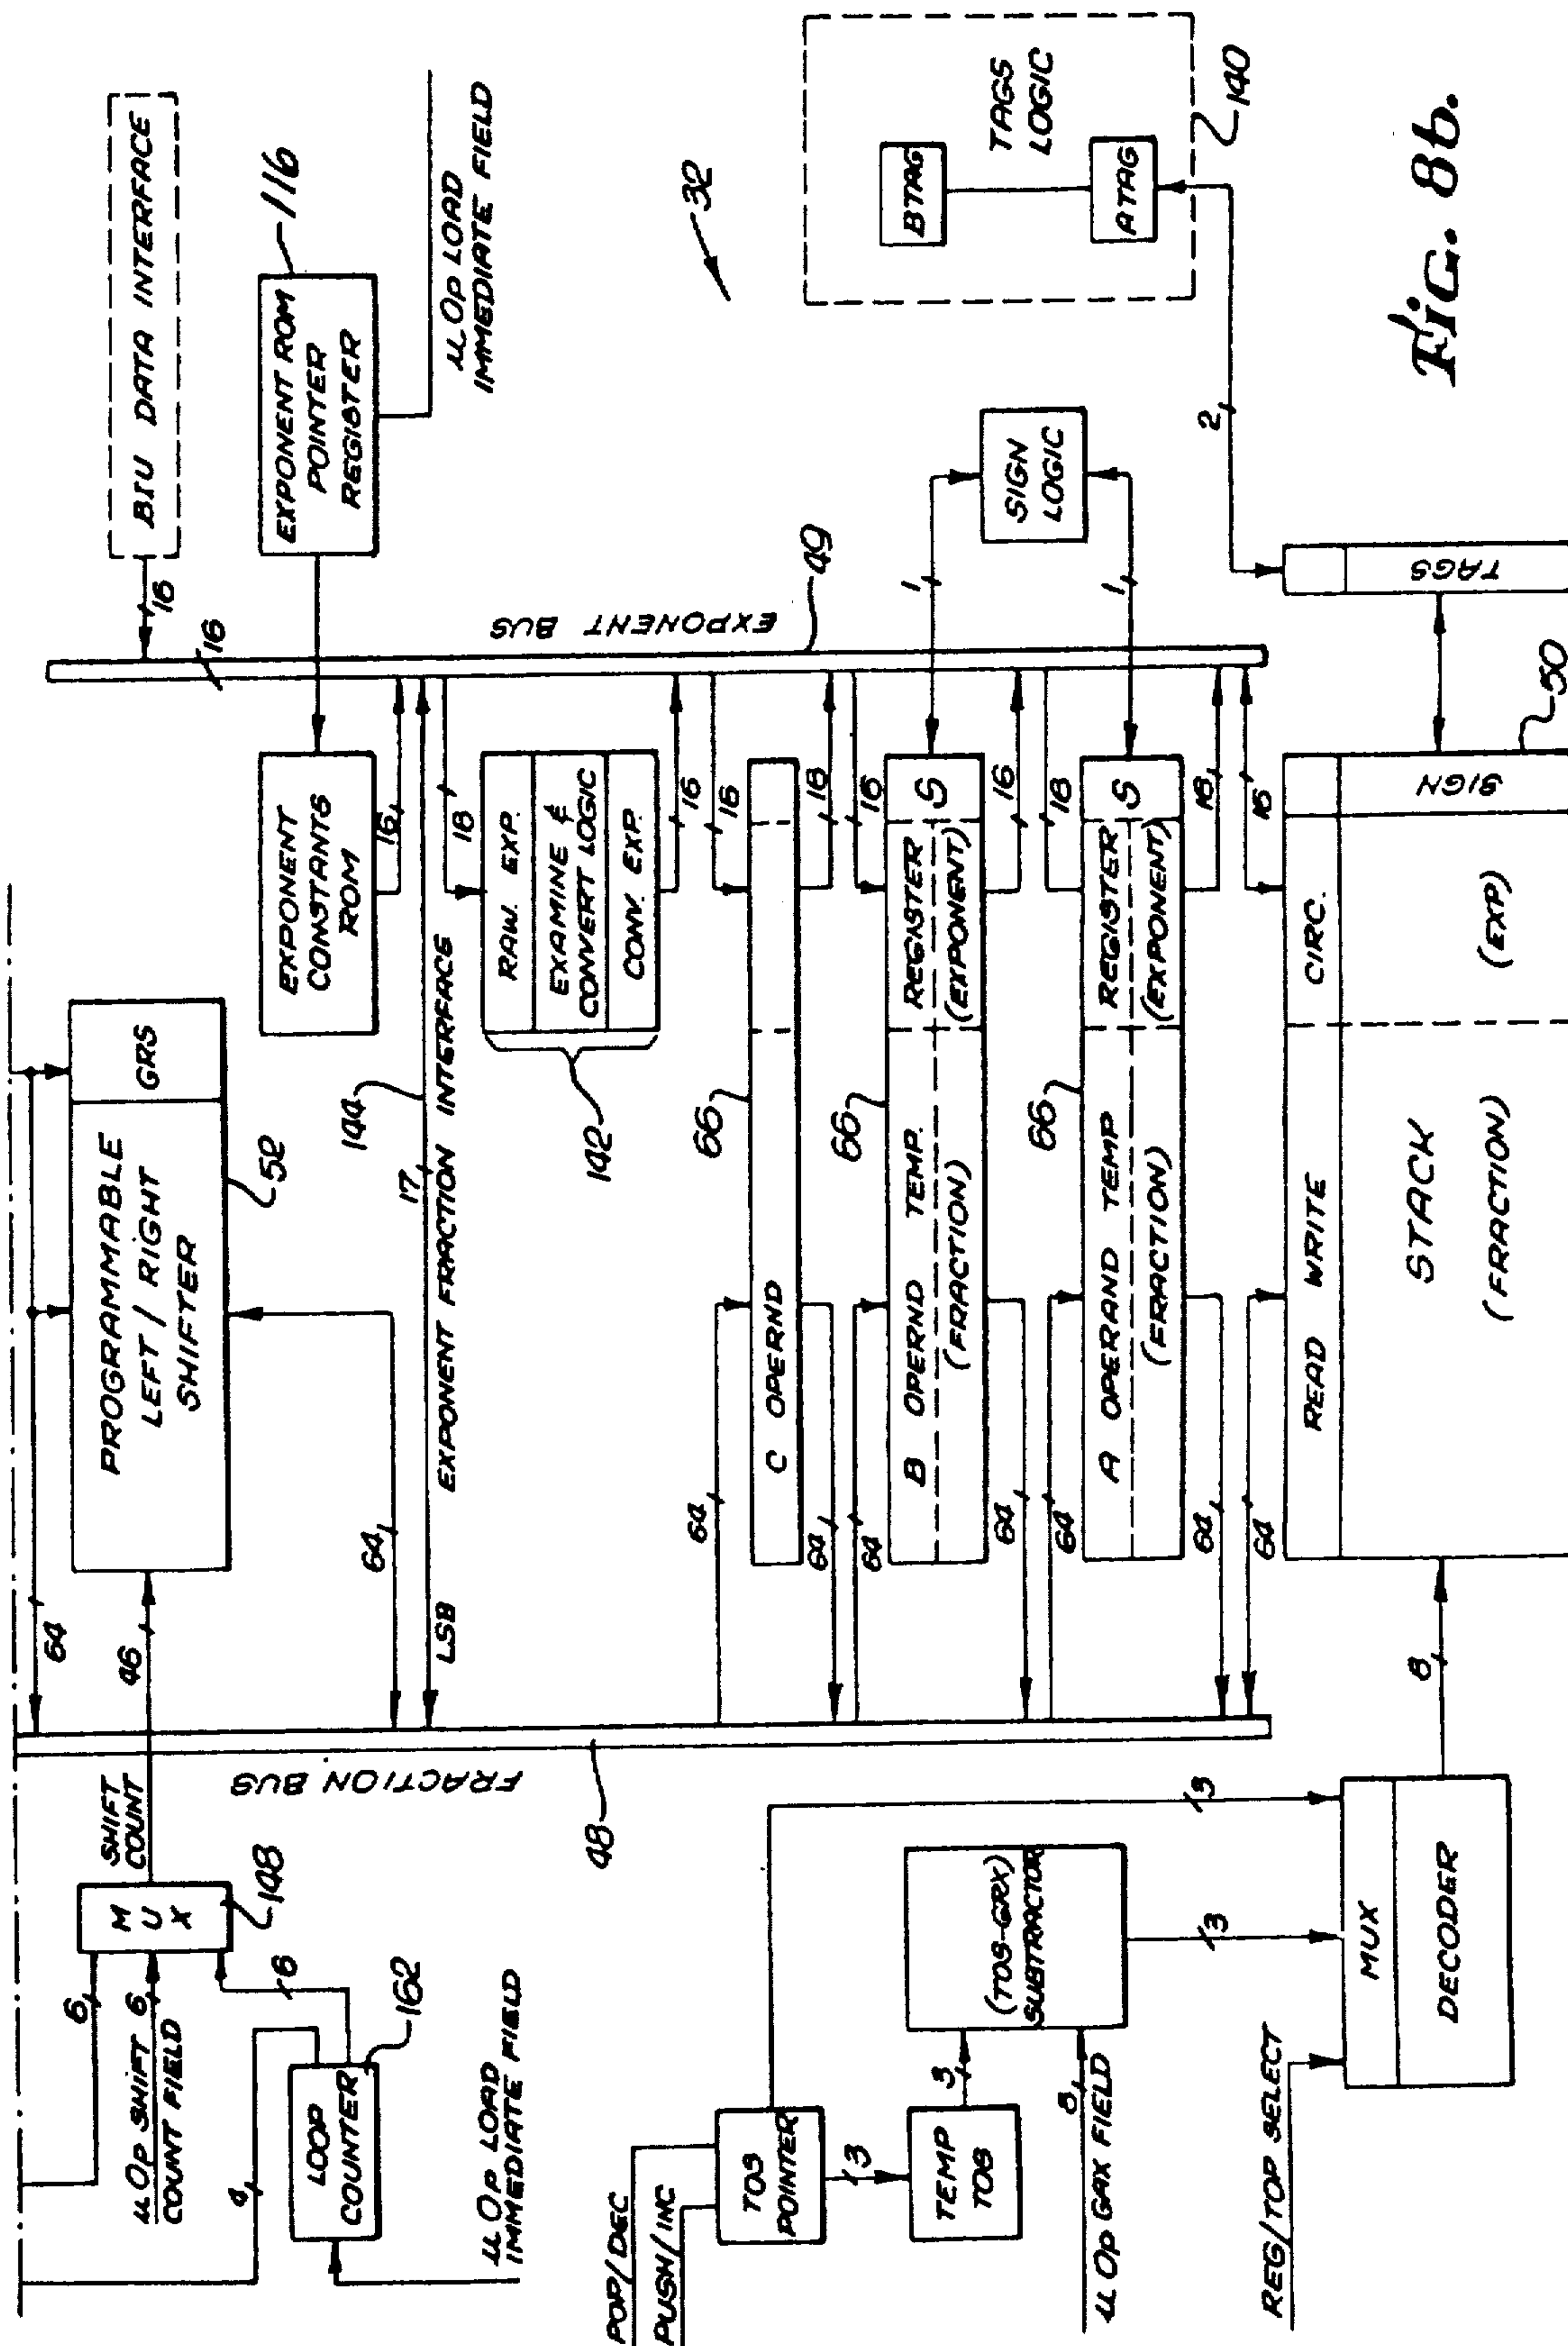 BIU DATA INTERFACE
16
16
EXPONENT ROM
POINTER
REGISTER
116
µOp LOAD
IMMEDIATE FIELD
EXPONENT BUS
49
32
BTAG
TAGS
LOGIC
ATAG
140
2
SIGN
LOGIC
1
1
TAGS
Fig. 8b.
PROGRAMMABLE
LEFT / RIGHT
SHIFTER
GRS
52
64
46
64
EXPONENT
CONSTANTS
ROM
16
144
17
EXPONENT FRACTION INTERFACE
LSB
18
RAW. EXP.
EXAMINE &
CONVERT LOGIC
CONV. EXP.
142
16
16
66
C OPERND
64
64
18
16
66
B OPERND TEMP.
(FRACTION)
REGISTER
(EXPONENT)
S
64
64
16
18
66
A OPERAND TEMP
(FRACTION)
REGISTER
(EXPONENT)
S
64
64
18
16
64
READ WRITE
CIRC.
STACK
(FRACTION)
(EXP)
SIGN
50
8
FRACTION BUS
48
SHIFT
COUNT
MUX
148
6
µOp SHIFT
COUNT FIELD
6
6
4
LOOP
COUNTER
162
µOp LOAD
IMMEDIATE FIELD
POP/DEC
PUSH/INC
TOS
POINTER
3
TEMP
TOS
3
3
(TOS-GRX)
SUBTRACTOR
8
µOp GAX FIELD
3
REG/TOP SELECT
MUX
DECODER